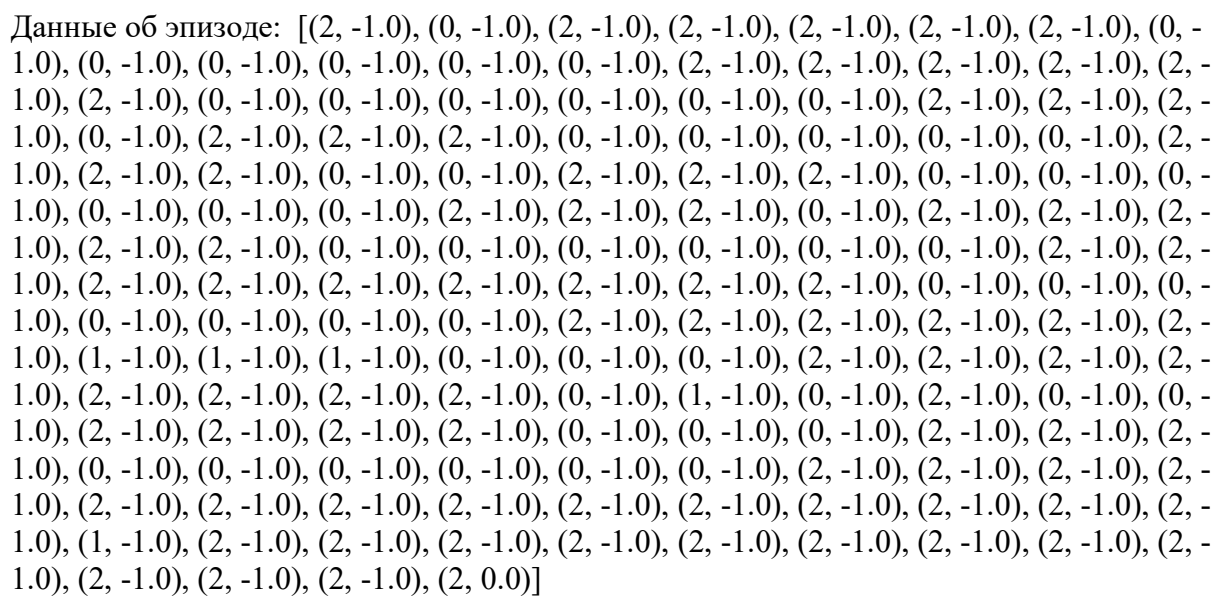 Данные об эпизоде:  [(2, -1.0), (0, -1.0), (2, -1.0), (2, -1.0), (2, -1.0), (2, -1.0), (2, -1.0), (0, -
1.0), (0, -1.0), (0, -1.0), (0, -1.0), (0, -1.0), (0, -1.0), (2, -1.0), (2, -1.0), (2, -1.0), (2, -1.0), (2, -
1.0), (2, -1.0), (0, -1.0), (0, -1.0), (0, -1.0), (0, -1.0), (0, -1.0), (0, -1.0), (2, -1.0), (2, -1.0), (2, -
1.0), (0, -1.0), (2, -1.0), (2, -1.0), (2, -1.0), (0, -1.0), (0, -1.0), (0, -1.0), (0, -1.0), (0, -1.0), (2, -
1.0), (2, -1.0), (2, -1.0), (0, -1.0), (0, -1.0), (2, -1.0), (2, -1.0), (2, -1.0), (0, -1.0), (0, -1.0), (0, -
1.0), (0, -1.0), (0, -1.0), (0, -1.0), (2, -1.0), (2, -1.0), (2, -1.0), (0, -1.0), (2, -1.0), (2, -1.0), (2, -
1.0), (2, -1.0), (2, -1.0), (0, -1.0), (0, -1.0), (0, -1.0), (0, -1.0), (0, -1.0), (0, -1.0), (2, -1.0), (2, -
1.0), (2, -1.0), (2, -1.0), (2, -1.0), (2, -1.0), (2, -1.0), (2, -1.0), (2, -1.0), (0, -1.0), (0, -1.0), (0, -
1.0), (0, -1.0), (0, -1.0), (0, -1.0), (0, -1.0), (2, -1.0), (2, -1.0), (2, -1.0), (2, -1.0), (2, -1.0), (2, -
1.0), (1, -1.0), (1, -1.0), (1, -1.0), (0, -1.0), (0, -1.0), (0, -1.0), (2, -1.0), (2, -1.0), (2, -1.0), (2, -
1.0), (2, -1.0), (2, -1.0), (2, -1.0), (2, -1.0), (0, -1.0), (1, -1.0), (0, -1.0), (2, -1.0), (0, -1.0), (0, -
1.0), (2, -1.0), (2, -1.0), (2, -1.0), (2, -1.0), (0, -1.0), (0, -1.0), (0, -1.0), (2, -1.0), (2, -1.0), (2, -
1.0), (0, -1.0), (0, -1.0), (0, -1.0), (0, -1.0), (0, -1.0), (0, -1.0), (2, -1.0), (2, -1.0), (2, -1.0), (2, -
1.0), (2, -1.0), (2, -1.0), (2, -1.0), (2, -1.0), (2, -1.0), (2, -1.0), (2, -1.0), (2, -1.0), (2, -1.0), (2, -
1.0), (1, -1.0), (2, -1.0), (2, -1.0), (2, -1.0), (2, -1.0), (2, -1.0), (2, -1.0), (2, -1.0), (2, -1.0), (2, -
1.0), (2, -1.0), (2, -1.0), (2, -1.0), (2, 0.0)]